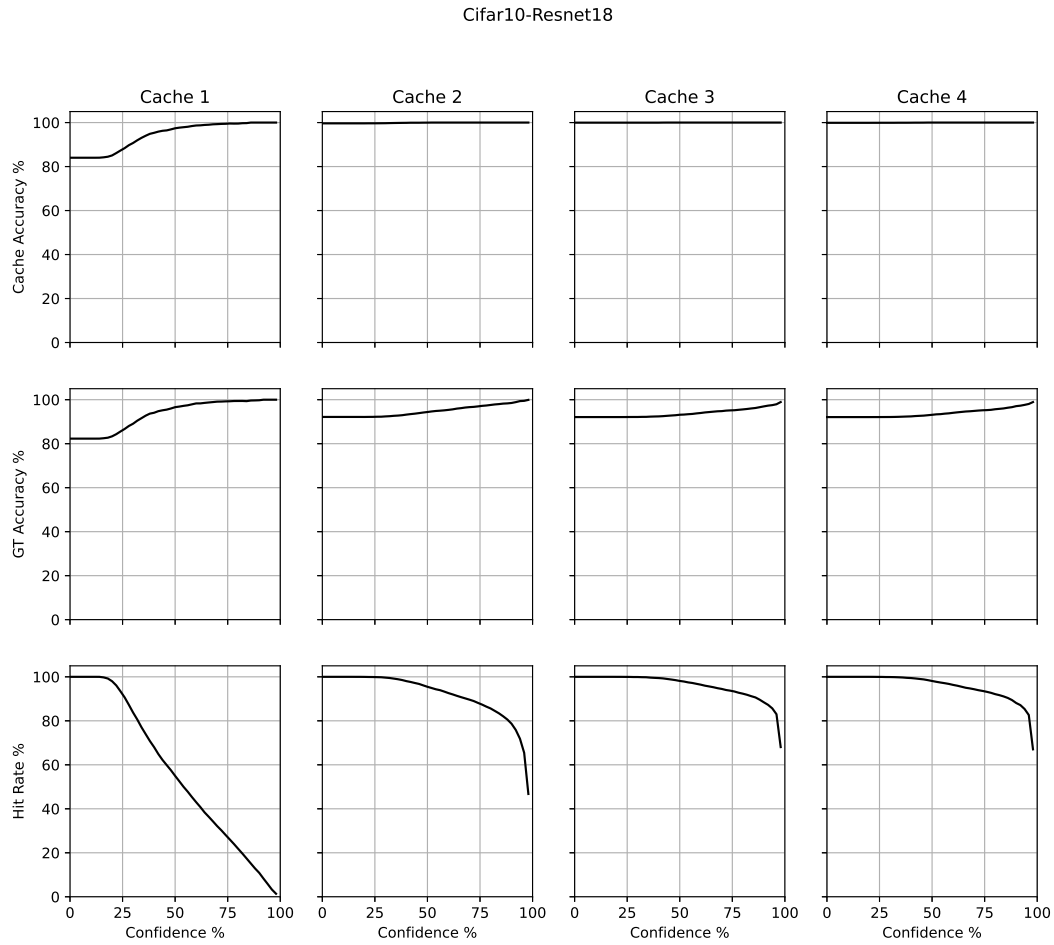 Cifar10-Resnet18
Cache 1 Cache 2 Cache 3 Cache 4
100
80
60
40
20
0
Cache Accuracy %
100
80
60
40
20
0
GT Accuracy %
100
80
60
40
20
0
Hit Rate %
0 25 50 75 100 0 25 50 75 100 0 25 50 75 100 0 25 50 75 100
Confidence % Confidence % Confidence % Confidence %